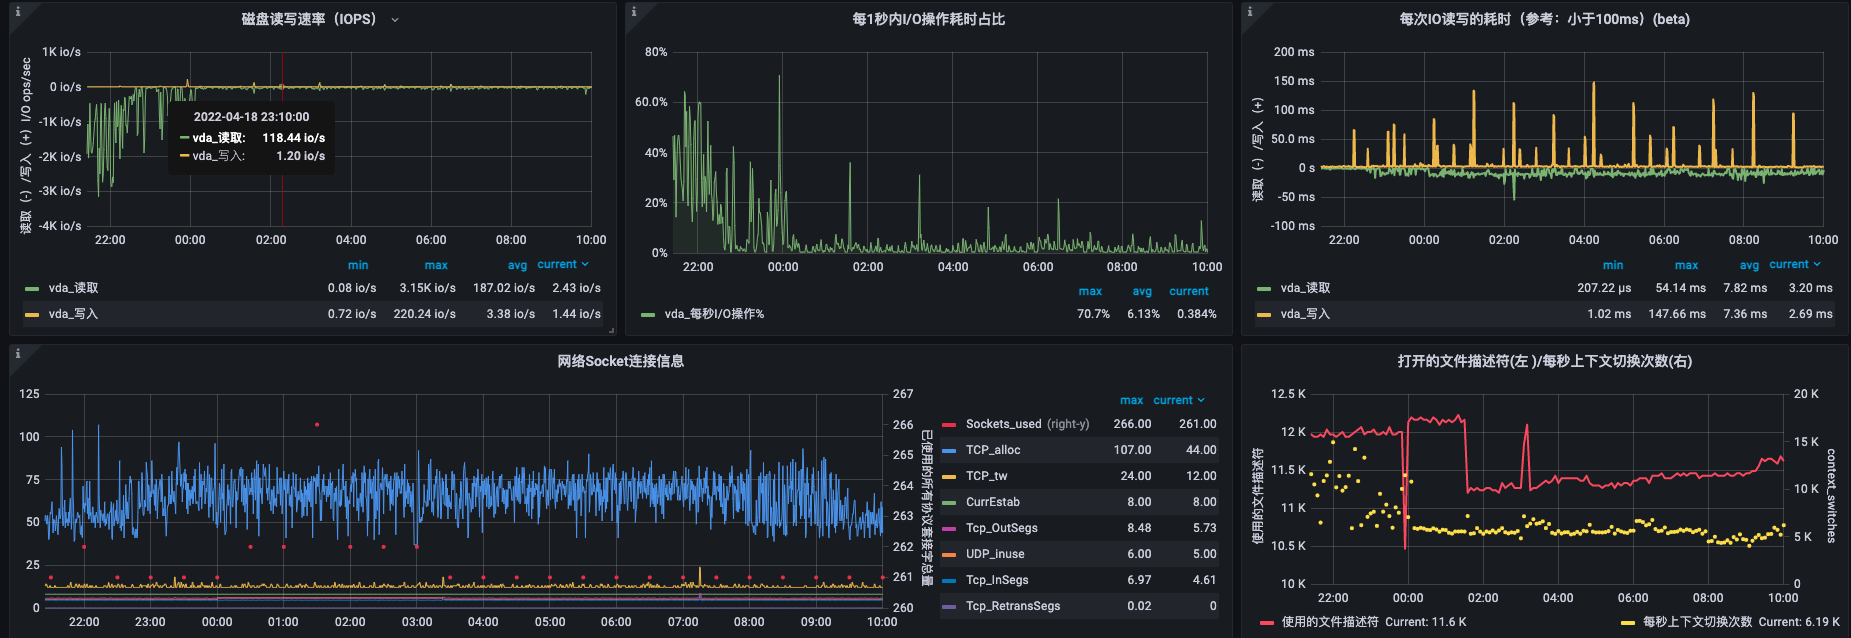 磁盘读写速率（IOPS）
读取（-）/写入（+）I/O ops/sec
1K io/s
0 io/s
-1K io/s
-2K io/s
-3K io/s
-4K io/s
22:00 00:00 02:00 04:00 06:00 08:00 10:00
2022-04-18 23:10:00
vda_读取: 118.44 io/s
vda_写入: 1.20 io/s
min max avg current
vda_读取 0.08 io/s 3.15K io/s 187.02 io/s 2.43 io/s
vda_写入 0.72 io/s 220.24 io/s 3.38 io/s 1.44 io/s
每1秒内I/O操作耗时占比
80%
60.0%
40%
20%
0%
22:00 00:00 02:00 04:00 06:00 08:00 10:00
max avg current
vda_每秒I/O操作% 70.7% 6.13% 0.384%
每次IO读写的耗时（参考：小于100ms）(beta)
读取（-）/写入（+）
200 ms
150 ms
100 ms
50.0 ms
0 s
-50 ms
-100 ms
22:00 00:00 02:00 04:00 06:00 08:00 10:00
min max avg current
vda_读取 207.22 µs 54.14 ms 7.82 ms 3.20 ms
vda_写入 1.02 ms 147.66 ms 7.36 ms 2.69 ms
网络Socket连接信息
125
100
75
50
25
0
267
266
265
264
263
262
261
260
已使用的所有协议套接字总量
22:00 23:00 00:00 01:00 02:00 03:00 04:00 05:00 06:00 07:00 08:00 09:00 10:00
max current
Sockets_used (right-y) 266.00 261.00
TCP_alloc 107.00 44.00
TCP_tw 24.00 12.00
CurrEstab 8.00 8.00
Tcp_OutSegs 8.48 5.73
UDP_inuse 6.00 5.00
Tcp_InSegs 6.97 4.61
Tcp_RetransSegs 0.02 0
打开的文件描述符(左 )/每秒上下文切换次数(右)
使用的文件描述符
12.5 K
12 K
11.5 K
11 K
10.5 K
10 K
20 K
15 K
10 K
5 K
0
context_switches
22:00 00:00 02:00 04:00 06:00 08:00 10:00
使用的文件描述符 Current: 11.6 K
每秒上下文切换次数 Current: 6.19 K